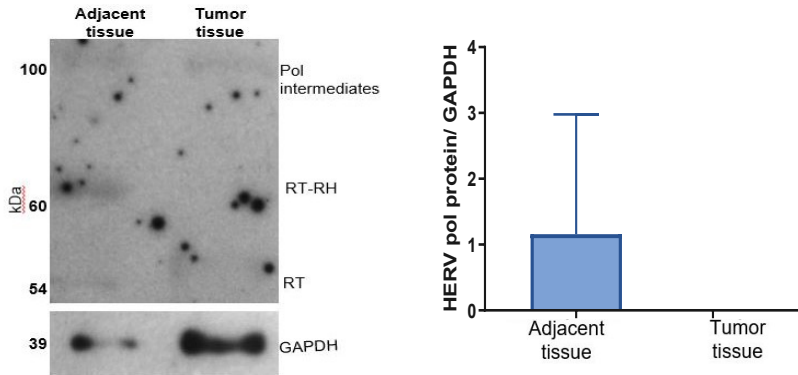 Adjacent tissue
Tumor tissue
100
Pol intermediates
kDa
RT-RH
60
RT
54
39
GAPDH
HERV pol protein/ GAPDH
4
3
2
1
0
Adjacent tissue
Tumor tissue